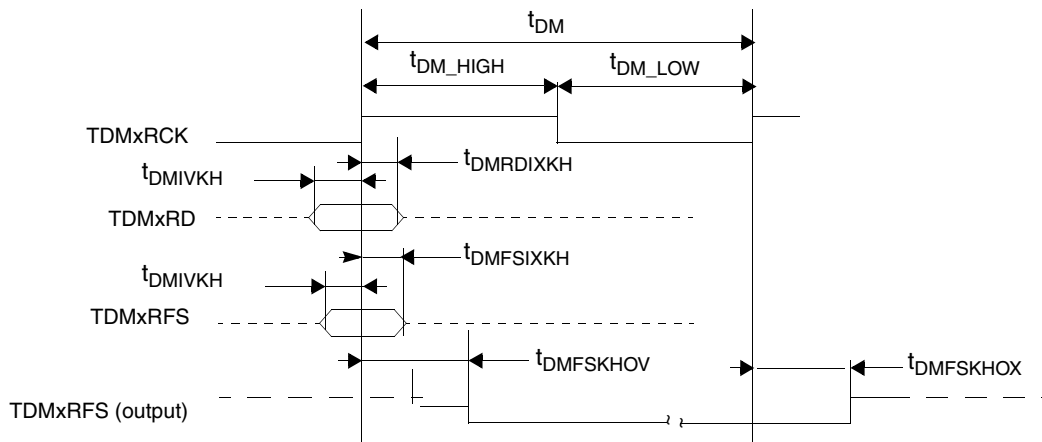 tDM
tDM_HIGH
tDM_LOW
TDMxRCK
tDMIVKH
tDMRDIXKH
TDMxRD
tDMIVKH
tDMFSIXKH
TDMxRFS
tDMFSKHOV
tDMFSKHOX
TDMxRFS (output)